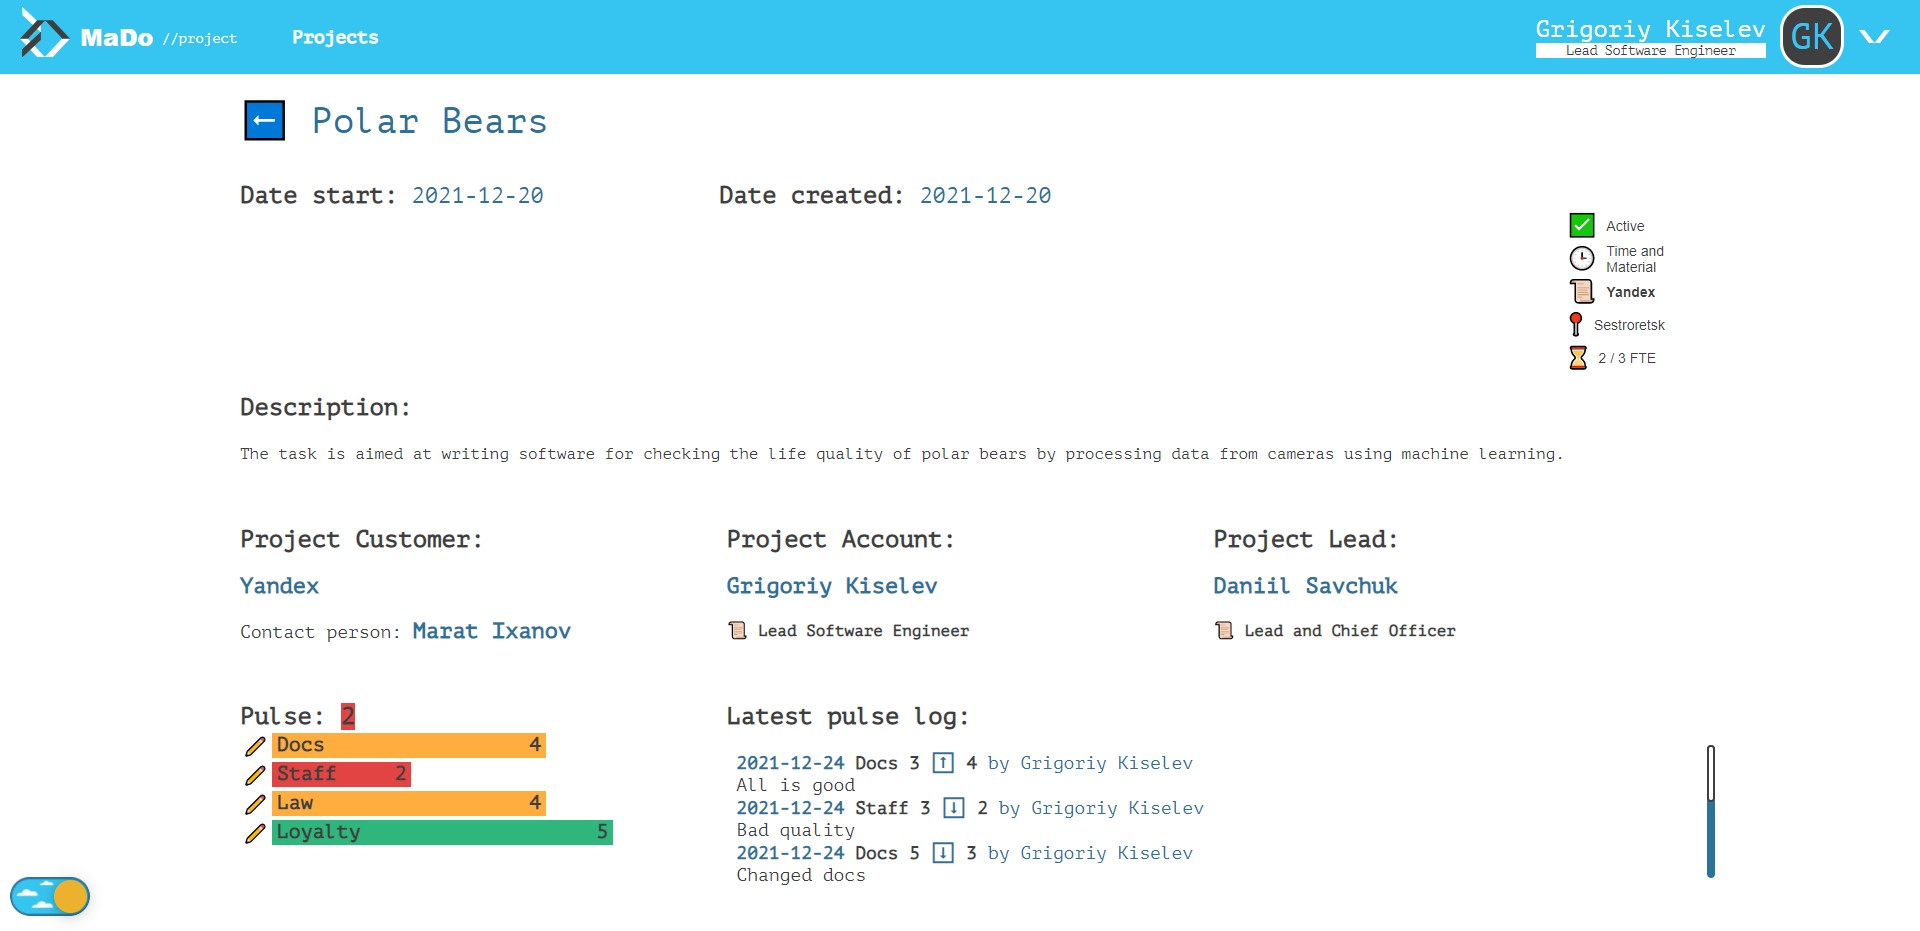 MaDo //project Projects
Grigoriy Kiselev
Lead Software Engineer
GK
← Polar Bears
Date start: 2021-12-20 Date created: 2021-12-20
Active
Time and
Material
Yandex
Sestroretsk
2 / 3 FTE
Description:
The task is aimed at writing software for checking the life quality of polar bears by processing data from cameras using machine learning.
Project Customer: Project Account: Project Lead:
Yandex Grigoriy Kiselev Daniil Savchuk
Contact person: Marat Ixanov Lead Software Engineer Lead and Chief Officer
Pulse: 2
Docs 4
Staff 2
Law 4
Loyalty 5
Latest pulse log:
2021-12-24 Docs 3 ↑ 4 by Grigoriy Kiselev
All is good
2021-12-24 Staff 3 ↓ 2 by Grigoriy Kiselev
Bad quality
2021-12-24 Docs 5 ↓ 3 by Grigoriy Kiselev
Changed docs